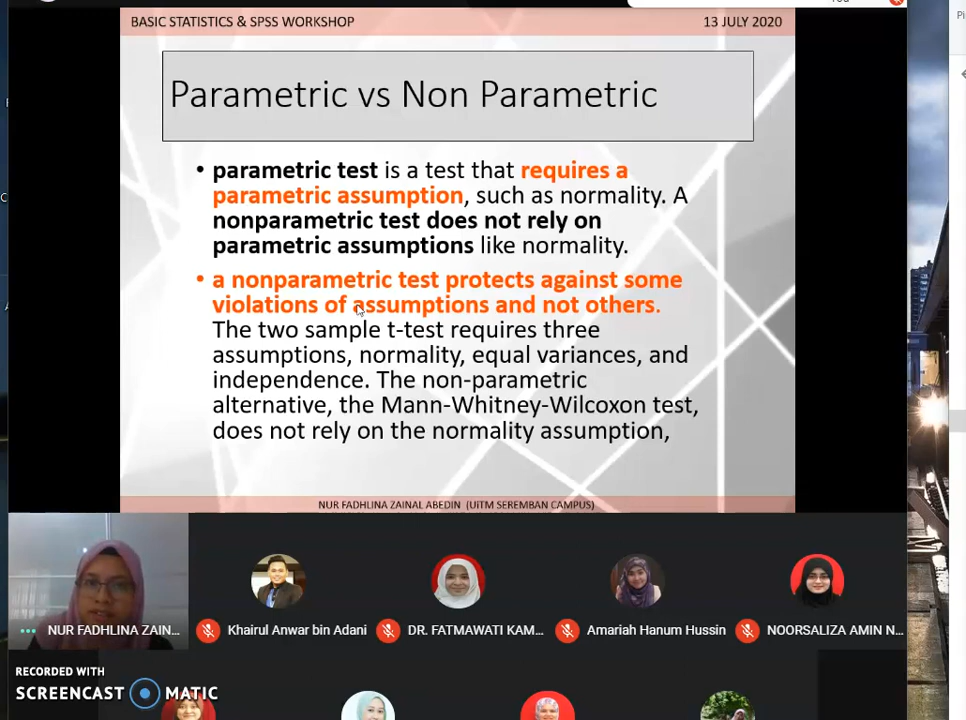 BASIC STATISTICS & SPSS WORKSHOP
13 JULY 2020
Parametric vs Non Parametric
• parametric test is a test that requires a
parametric assumption, such as normality. A
nonparametric test does not rely on
parametric assumptions like normality.
• a nonparametric test protects against some
violations of assumptions and not others.
The two sample t-test requires three
assumptions, normality, equal variances, and
independence. The non-parametric
alternative, the Mann-Whitney-Wilcoxon test,
does not rely on the normality assumption,
NUR FADHLINA ZAINAL ABEDIN (UITM SEREMBAN CAMPUS)
NUR FADHLINA ZAIN...
Khairul Anwar bin Adani
DR. FATMAWATI KAM...
Amariah Hanum Hussin
NOORSALIZA AMIN N...
RECORDED WITH
SCREENCAST MATIC